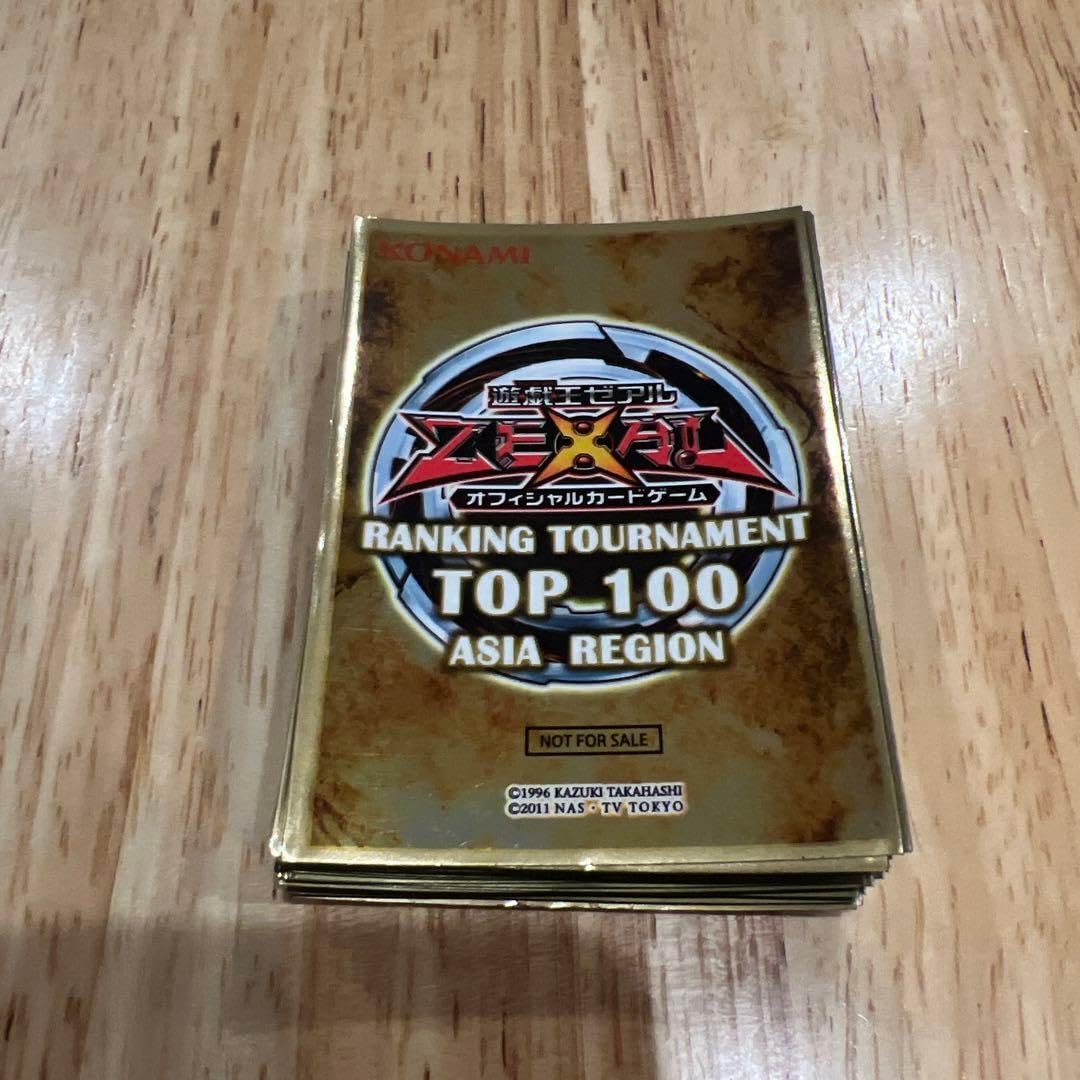 KONAMI
遊戯王ゼアル
ZEXAL
オフィシャルカードゲーム
RANKING TOURNAMENT
TOP 100
ASIA REGION
NOT FOR SALE
©1996 KAZUKI TAKAHASHI
©2011 NAS・TV TOKYO